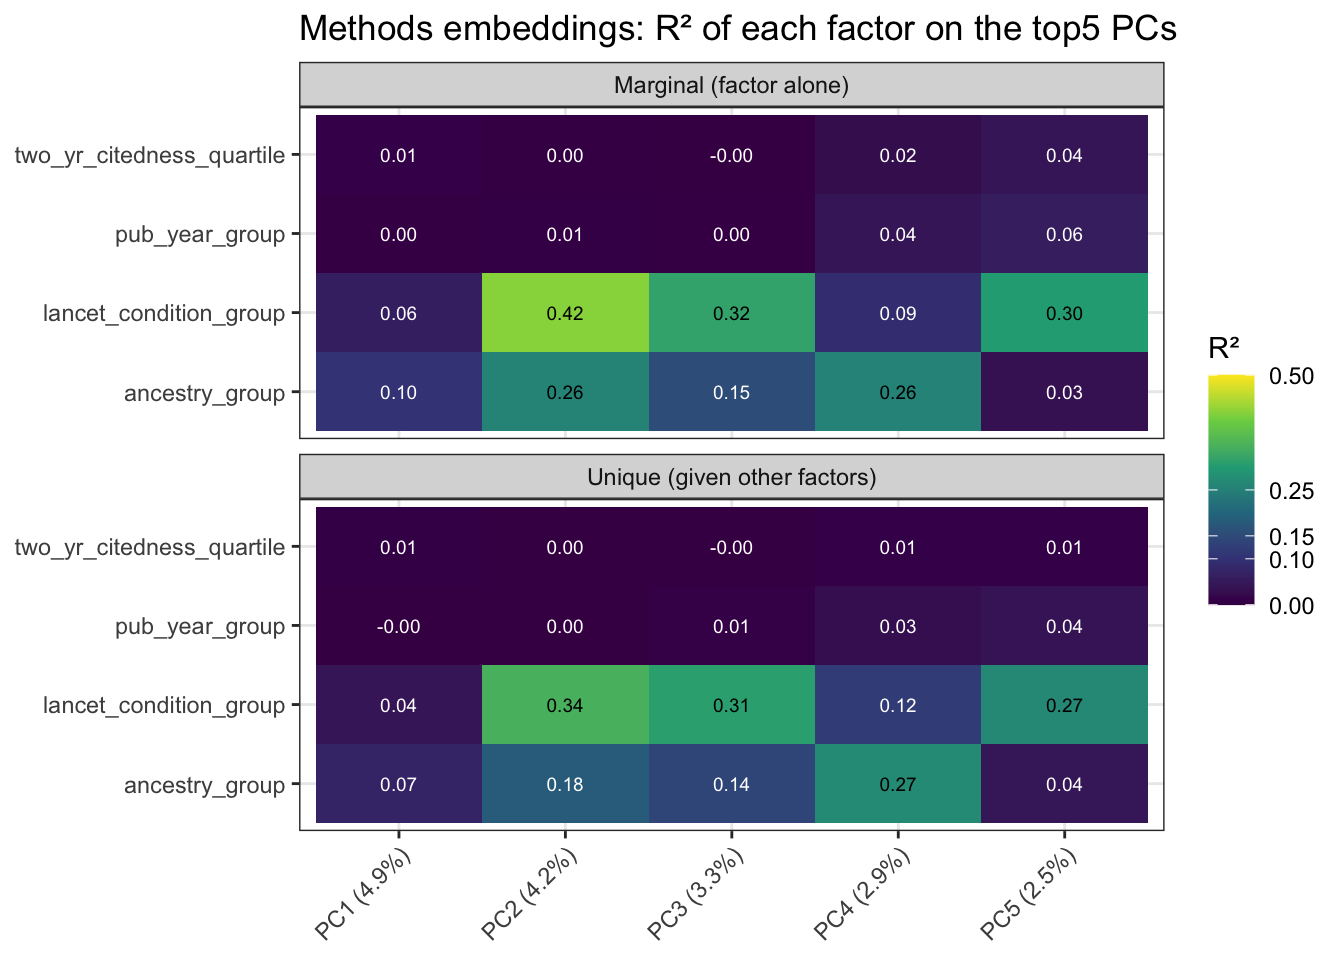 Methods embeddings: R² of each factor on the top5 PCs
Marginal (factor alone)
two_yr_citedness_quartile 0.01 0.00 -0.00 0.02 0.04
pub_year_group 0.00 0.01 0.00 0.04 0.06
lancet_condition_group 0.06 0.42 0.32 0.09 0.30
ancestry_group 0.10 0.26 0.15 0.26 0.03
Unique (given other factors)
two_yr_citedness_quartile 0.01 0.00 -0.00 0.01 0.01
pub_year_group -0.00 0.00 0.01 0.03 0.04
lancet_condition_group 0.04 0.34 0.31 0.12 0.27
ancestry_group 0.07 0.18 0.14 0.27 0.04
PC1 (4.9%) PC2 (4.2%) PC3 (3.3%) PC4 (2.9%) PC5 (2.5%)
R²
0.50
0.25
0.15
0.10
0.00